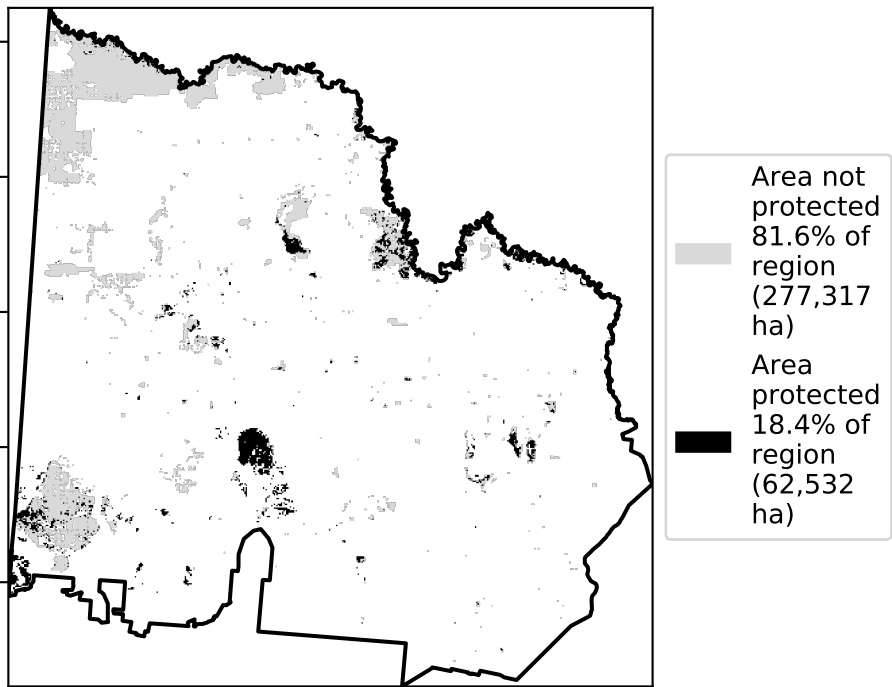 Area not
protected
81.6% of
region
(277,317
ha)
Area
protected
18.4% of
region
(62,532
ha)